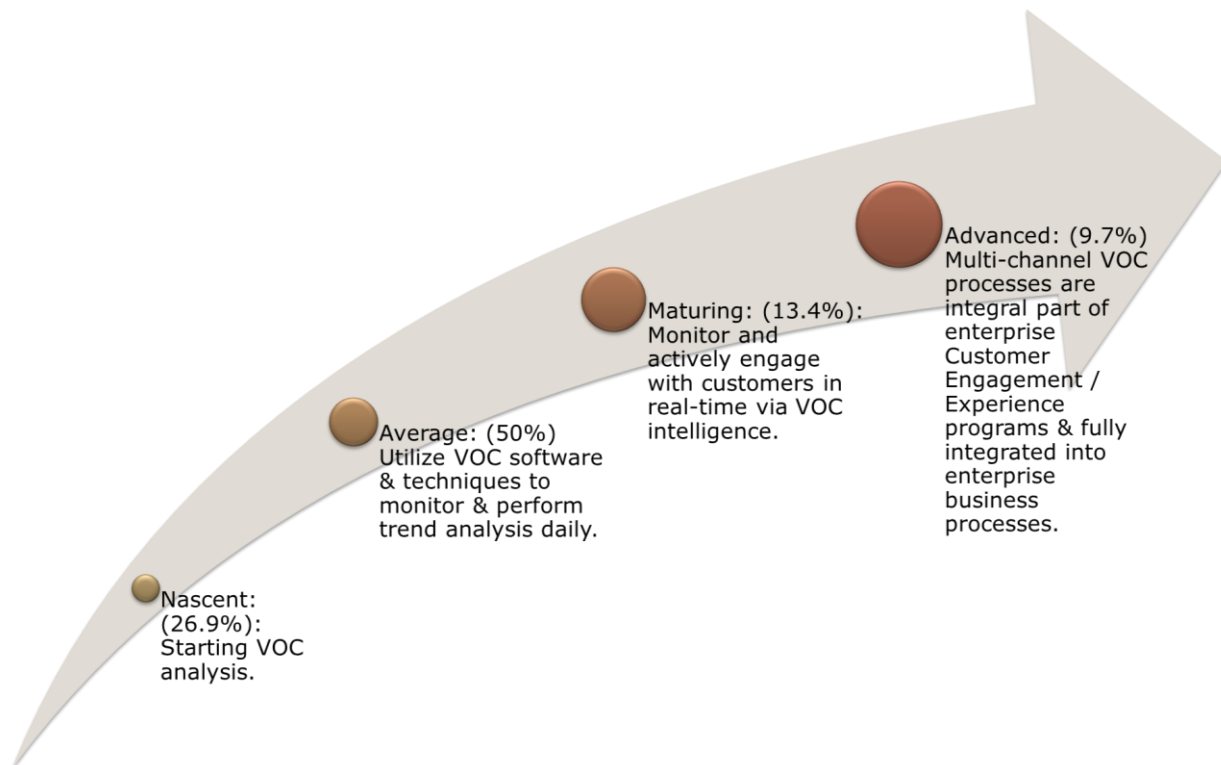 Nascent:
(26.9%):
Starting VOC
analysis.
Average: (50%)
Utilize VOC software
& techniques to
monitor & perform
trend analysis daily.
Maturing: (13.4%):
Monitor and
actively engage
with customers in
real-time via VOC
intelligence.
Advanced: (9.7%)
Multi-channel VOC
processes are
integral part of
enterprise
Customer
Engagement /
Experience
programs & fully
integrated into
enterprise
business
processes.